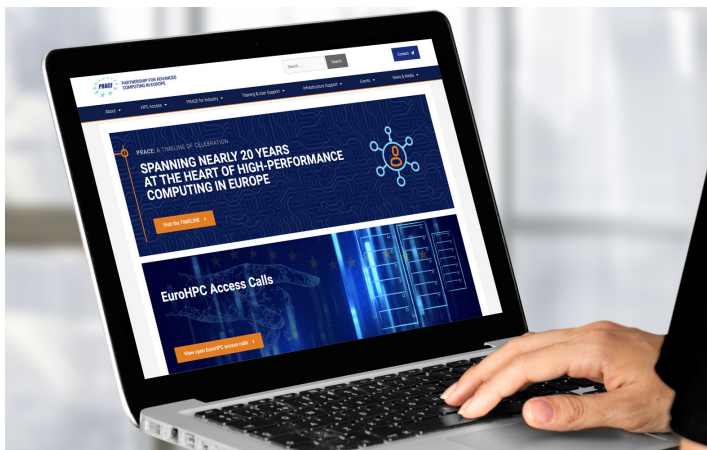 PRACE
PARTNERSHIP FOR ADVANCED
COMPUTING IN EUROPE
Search ...
Search
Contact
About
HPC Access
PRACE for Industry
Training & User Support
Infrastructure Support
Events
News & Media
PRACE: A TIMELINE OF CELEBRATION
SPANNING NEARLY 20 YEARS
AT THE HEART OF HIGH-PERFORMANCE
COMPUTING IN EUROPE
Visit the TIMELINE >
EuroHPC Access Calls
View open EuroHPC access calls >